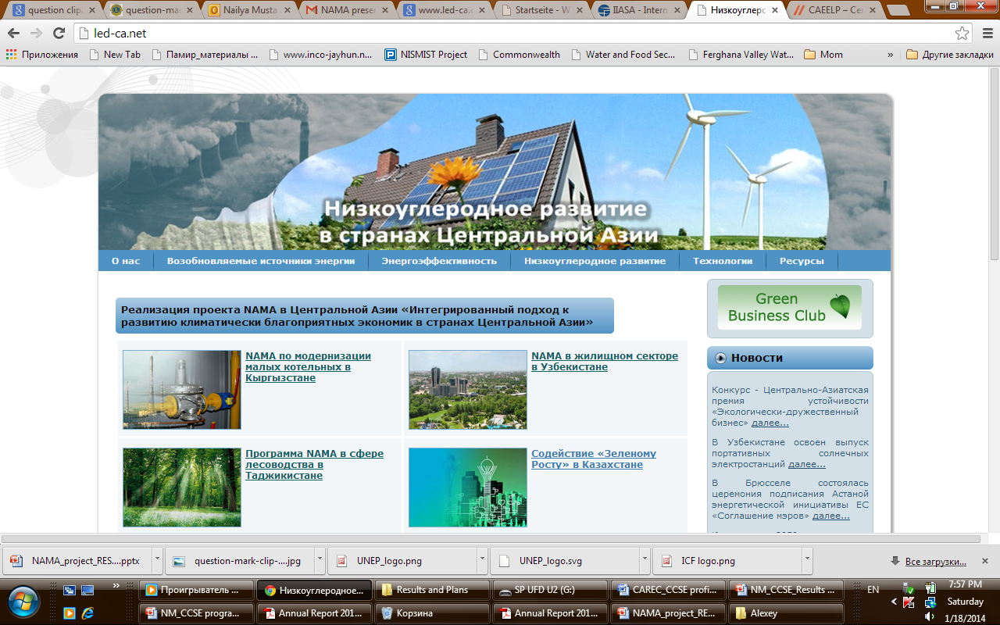 question clip
question-mar
Nailya Musta
NAMA prese
www.led-ca.
Startseite - W
IIASA - Intern
Низкоуглеро
CAEELP – Ce
led-ca.net
Приложения
New Tab
Памир_материалы ...
www.inco-jayhun.n...
NISMIST Project
Commonwealth
Water and Food Sec...
Ferghana Valley Wat...
Mom
»
Другие закладки
Низкоуглеродное развитие
в странах Центральной Азии
О нас
Возобновляемые источники энергии
Энергоэффективность
Низкоуглеродное развитие
Технологии
Ресурсы
Реализация проекта NAMA в Центральной Азии «Интегрированный подход к
развитию климатически благоприятных экономик в странах Центральной Азии»
NAMA по модернизации
малых котельных в
Кыргызстане
NAMA в жилищном секторе
в Узбекистане
Программа NAMA в сфере
лесоводства в
Таджикистане
Содействие «Зеленому
Росту» в Казахстане
Green
Business Club
Новости
Конкурс - Центрально-Азиатская
премия устойчивости
«Экологически-дружественный
бизнес» далее...
В Узбекистане освоен выпуск
портативных солнечных
электростанций далее...
В Брюсселе состоялась
церемония подписания Астаной
энергетической инициативы ЕС
«Соглашение мэров» далее...
NAMA_project_RES....pptx
question-mark-clip-....jpg
UNEP_logo.png
UNEP_logo.svg
ICF logo.png
Все загрузки...
»
Проигрыватель ...
Низкоуглеродное...
Results and Plans
SP UFD U2 (G:)
CAREC_CCSE profi...
NM_CCSE_Results ...
EN
7:57 PM
NM_CCSE progra...
Annual Report 201...
Корзина
Annual Report 201...
NAMA_project_RE...
Alexey
Saturday
1/18/2014